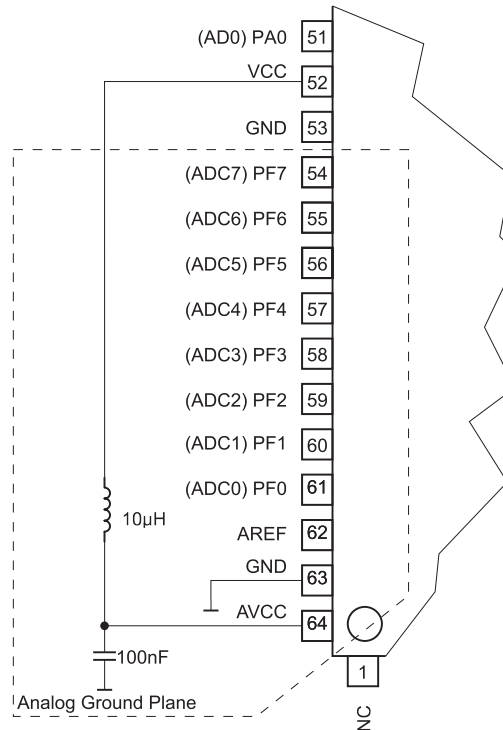 (AD0) PA0 51
VCC 52
GND 53
(ADC7) PF7 54
(ADC6) PF6 55
(ADC5) PF5 56
(ADC4) PF4 57
(ADC3) PF3 58
(ADC2) PF2 59
(ADC1) PF1 60
(ADC0) PF0 61
10µH
AREF 62
GND 63
AVCC 64
100nF
1
Analog Ground Plane
NC